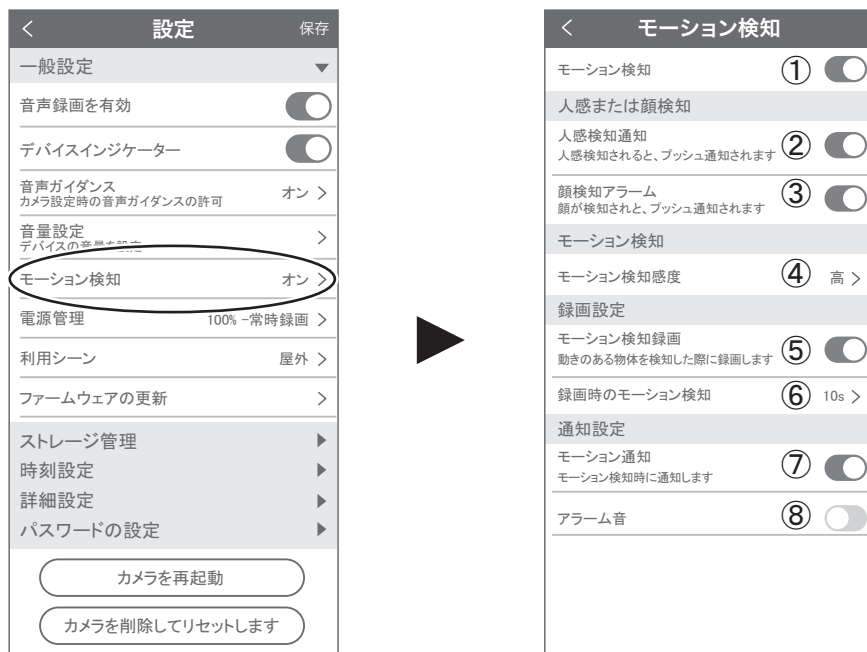 設定
保存
一般設定
音声録画を有効
デバイスインジケーター
音声ガイダンス
カメラ設定時の音声ガイダンスの許可
オン
音量設定
デバイスの音量を設定
モーション検知
オン
電源管理
100% −常時録画
利用シーン
屋外
ファームウェアの更新
ストレージ管理
時刻設定
詳細設定
パスワードの設定
カメラを再起動
カメラを削除してリセットします
モーション検知
モーション検知 ①
人感または顔検知
人感検知通知
人感検知されると、プッシュ通知されます ②
顔検知アラーム
顔が検知されと、プッシュ通知されます ③
モーション検知
モーション検知感度 ④ 高
録画設定
モーション検知録画
動きのある物体を検知した際に録画します ⑤
録画時のモーション検知 ⑥ 10s
通知設定
モーション通知
モーション検知時に通知します ⑦
アラーム音 ⑧